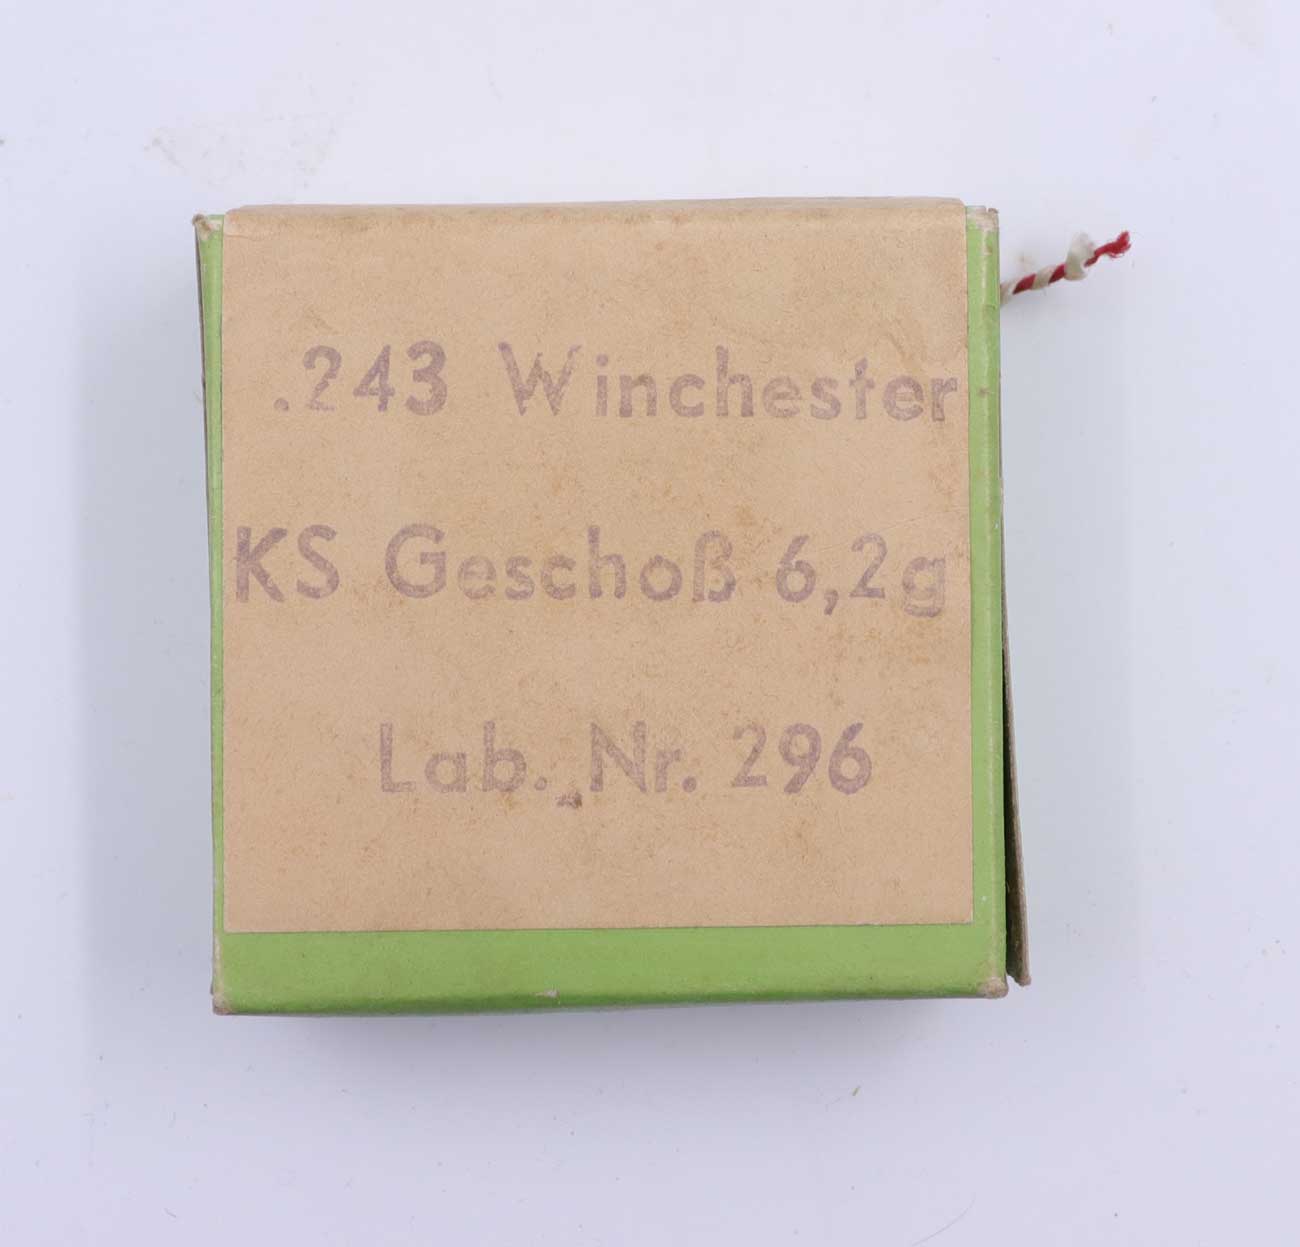 .243 Winchester
KS Geschoß 6,2g
Lab. Nr. 296